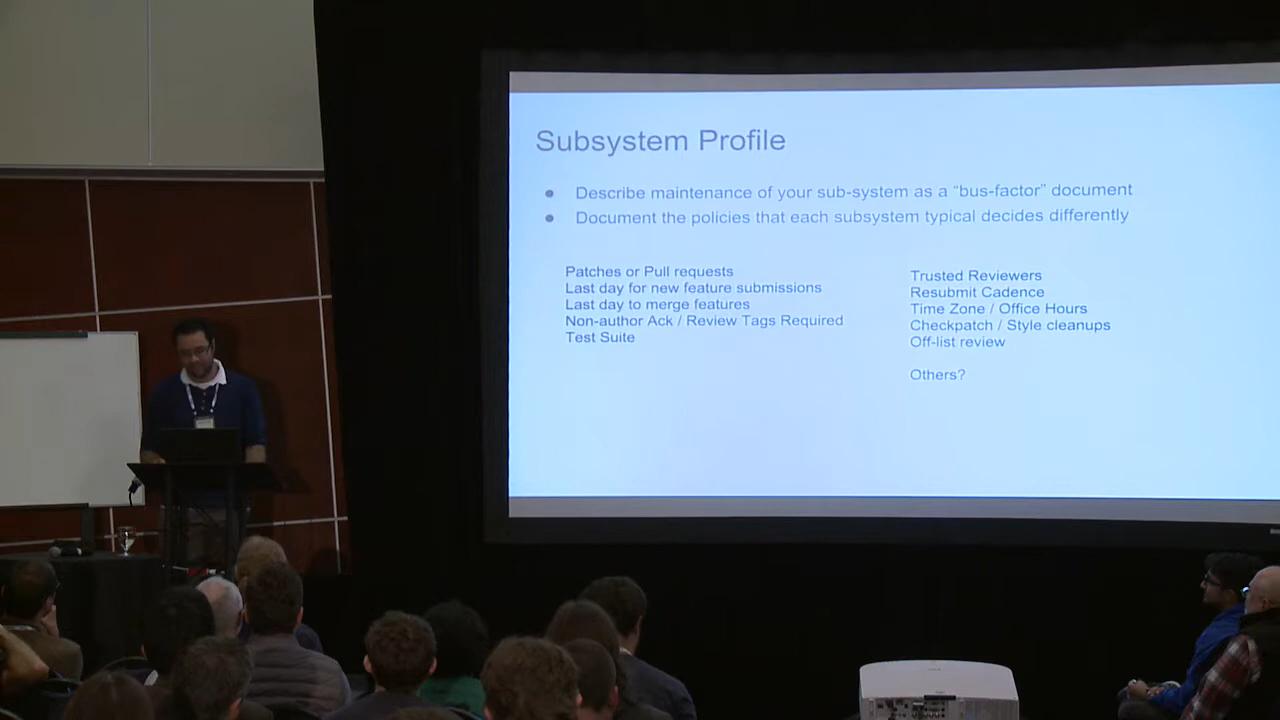 Subsystem Profile
● Describe maintenance of your sub-system as a “bus-factor” document
● Document the policies that each subsystem typical decides differently
Patches or Pull requests
Last day for new feature submissions
Last day to merge features
Non-author Ack / Review Tags Required
Test Suite
Trusted Reviewers
Resubmit Cadence
Time Zone / Office Hours
Checkpatch / Style cleanups
Off-list review
Others?